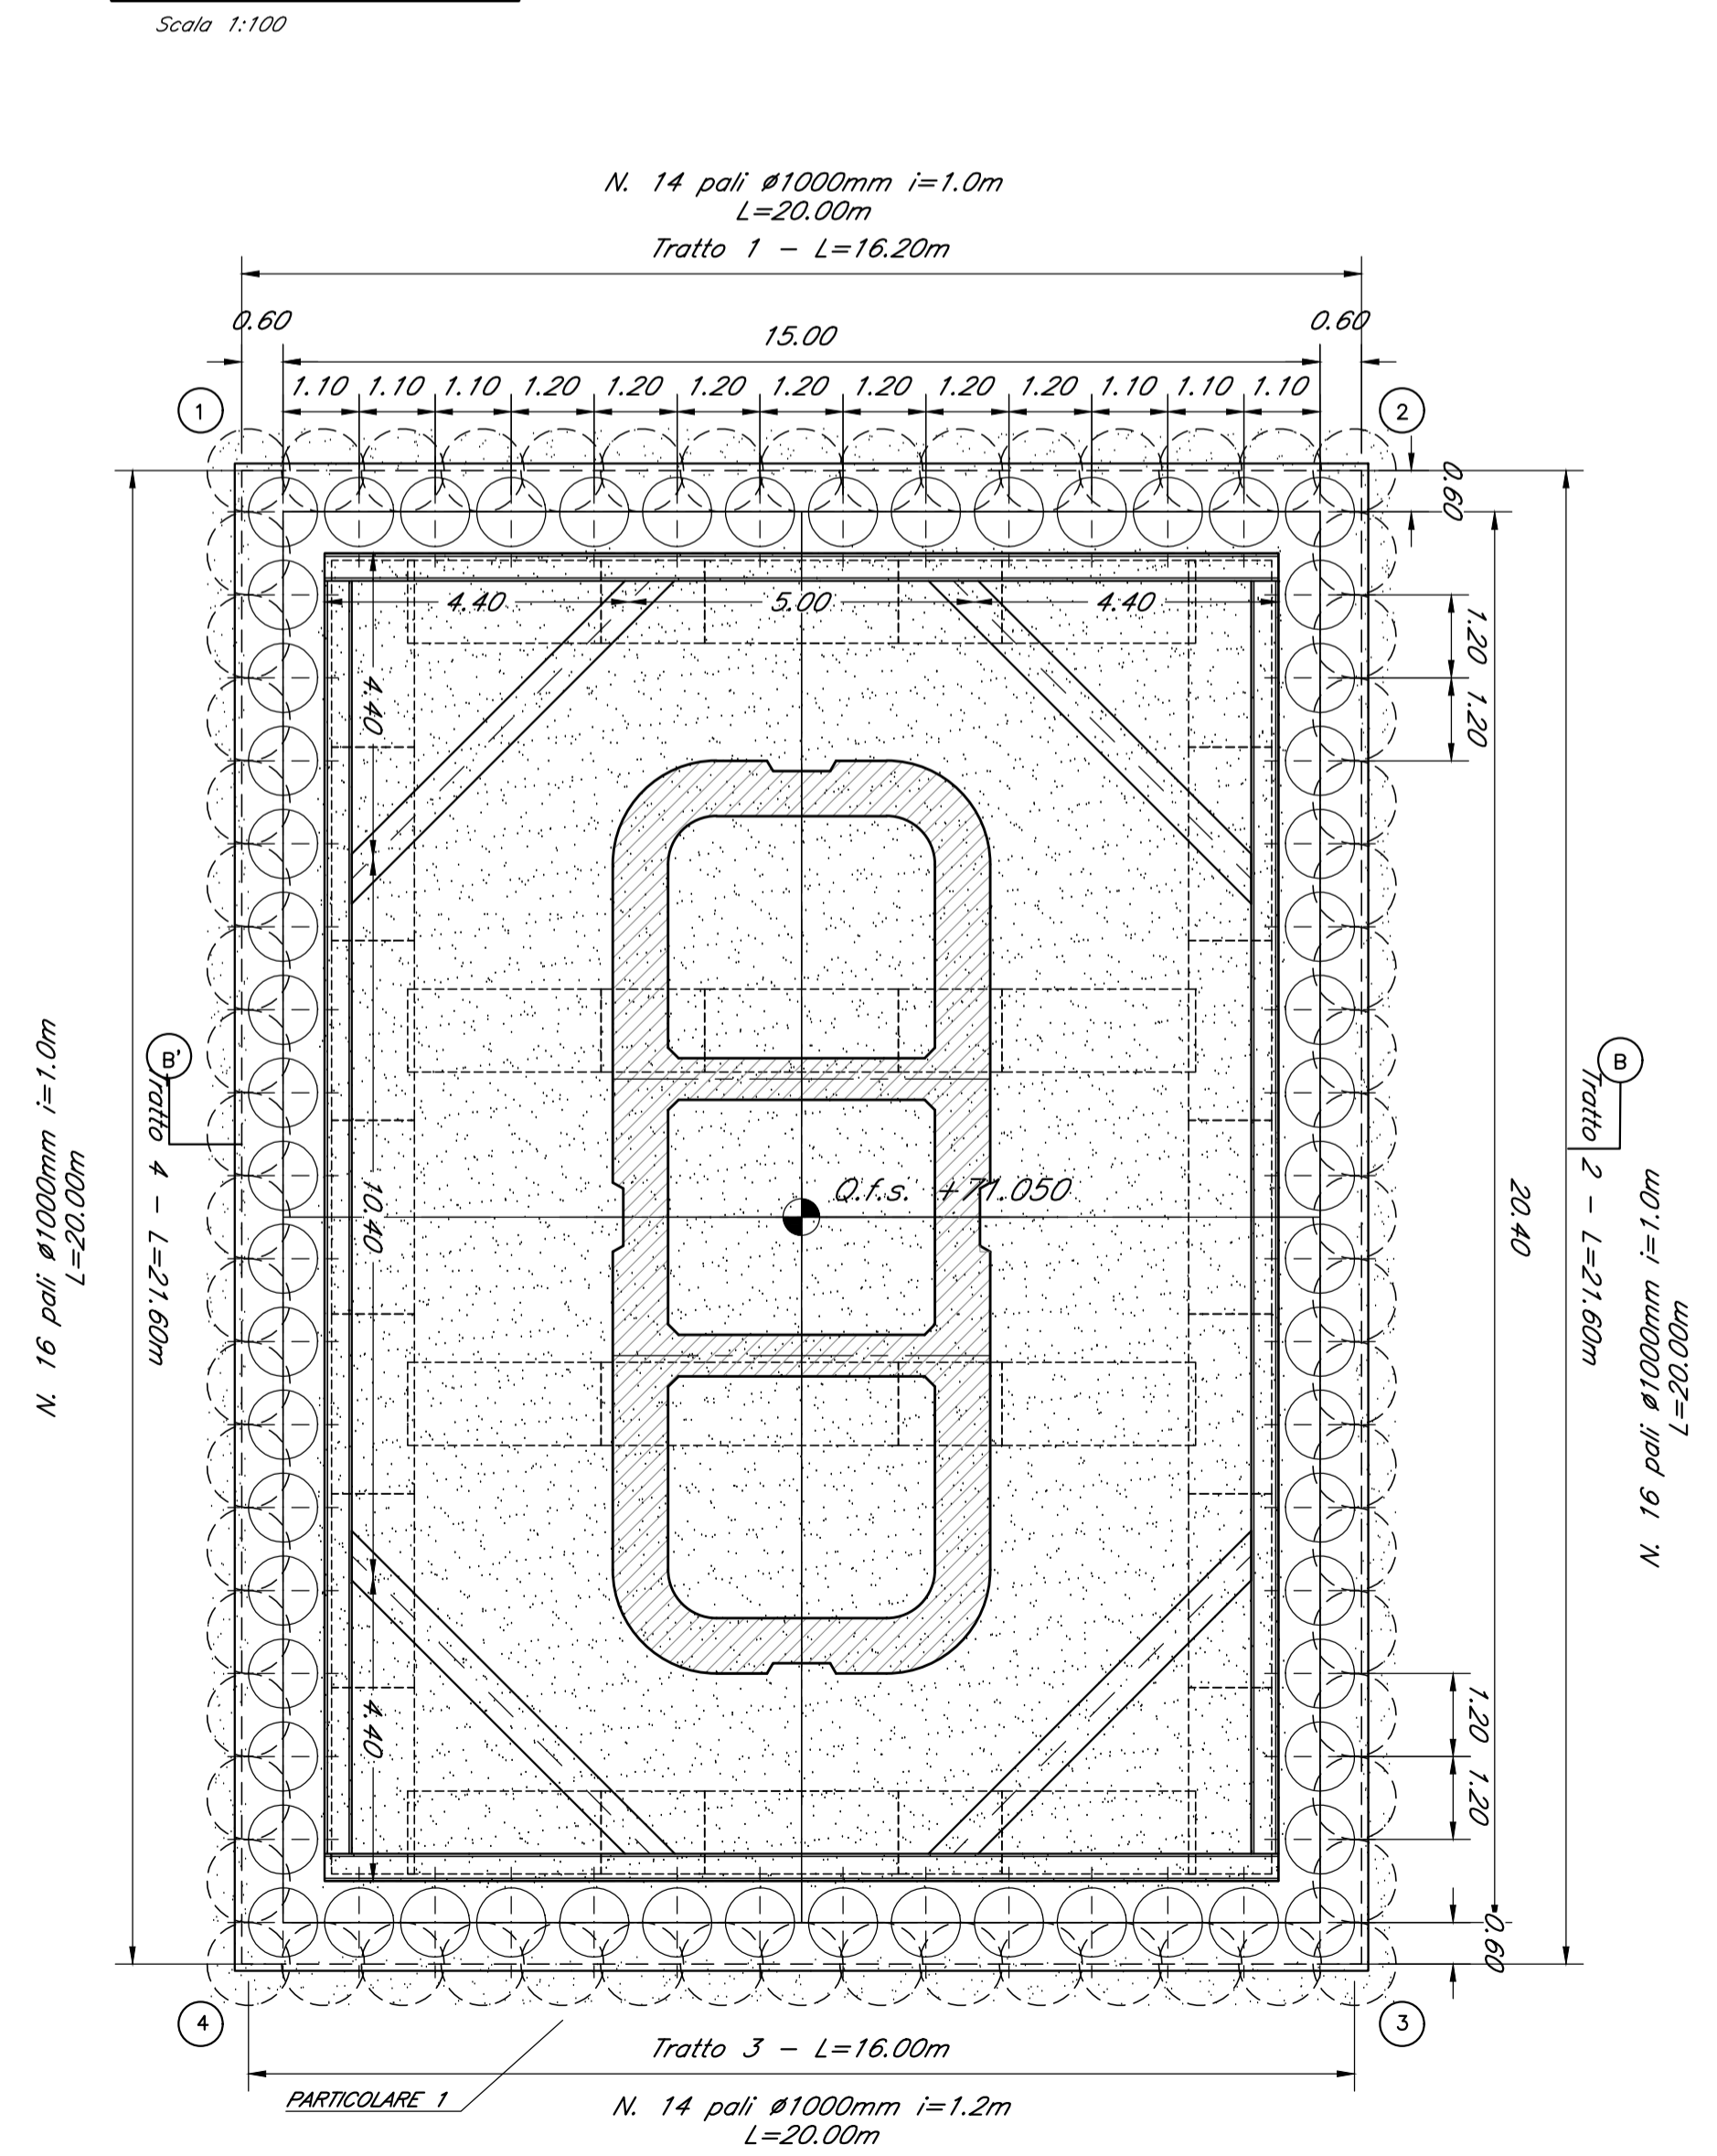 Scala 1:100
N. 14 pali ø1000mm i=1.0m
L=20.00m
Tratto 1 - L=16.20m
0.60
15.00
0.60
1.10 1.10 1.10 1.20 1.20 1.20 1.20 1.20 1.20 1.20 1.10 1.10 1.10
1
2
0.60
4.40 5.00 4.40
1.20
1.20
4.40
N. 16 pali ø1000mm i=1.0m
L=20.00m
B'
Tratto 4 - L=21.60m
10.40
Q.f.s. +71.050
20.40
B
Tratto 2 - L=21.60m
N. 16 pali ø1000mm i=1.0m
L=20.00m
4.40
1.20
1.20
0.60
4
3
Tratto 3 - L=16.00m
PARTICOLARE 1
N. 14 pali ø1000mm i=1.2m
L=20.00m